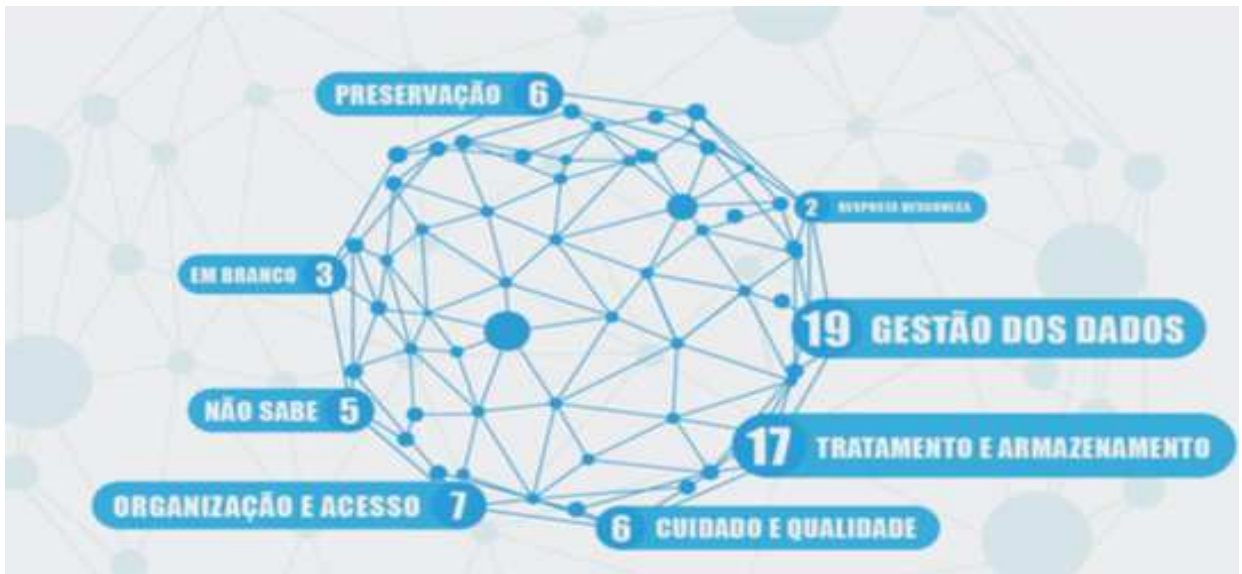 PRESERVAÇÃO 6
2
EM BRANCO 3
19 GESTÃO DOS DADOS
NÃO SABE 5
17 TRATAMENTO E ARMAZENAMENTO
ORGANIZAÇÃO E ACESSO 7
6 CUIDADO E QUALIDADE